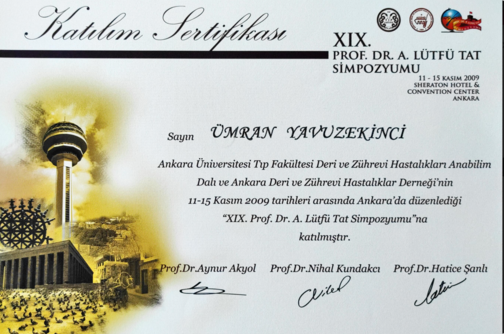 Katılım Sertifikası
XIX.
PROF. DR. A. LÜTFÜ TAT
SİMPOZYUMU
11 - 15 KASIM 2009
SHERATON HOTEL &
CONVENTION CENTER
ANKARA
Sayın ÜMRAN YAVUZEKİNCİ
Ankara Üniversitesi Tıp Fakültesi Deri ve Zührevi Hastalıkları Anabilim
Dalı ve Ankara Deri ve Zührevi Hastalıklar Derneği'nin
11-15 Kasım 2009 tarihleri arasında Ankara'da düzenlediği
"XIX. Prof. Dr. A. Lütfü Tat Simpozyumu"na
katılmıştır.
Prof.Dr.Aynur Akyol Prof.Dr.Nihal Kundakcı Prof.Dr.Hatice Şanlı